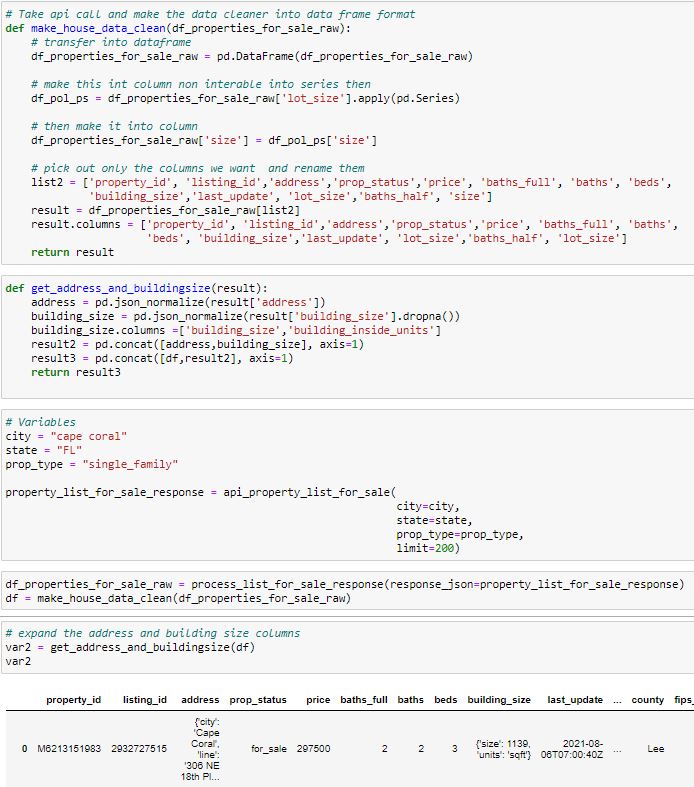 # Take api call and make the data cleaner into data frame format
def make_house_data_clean(df_properties_for_sale_raw):
# transfer into dataframe
df_properties_for_sale_raw = pd.DataFrame(df_properties_for_sale_raw)
# make this int column non interable into series then
df_pol_ps = df_properties_for_sale_raw['lot_size'].apply(pd.Series)
# then make it into column
df_properties_for_sale_raw['size'] = df_pol_ps['size']
# pick out only the columns we want  and rename them
list2 = ['property_id', 'listing_id','address','prop_status','price', 'baths_full', 'baths', 'beds',
'building_size','last_update', 'lot_size','baths_half', 'size']
result = df_properties_for_sale_raw[list2]
result.columns = ['property_id', 'listing_id','address','prop_status','price', 'baths_full', 'baths',
'beds', 'building_size','last_update', 'lot_size','baths_half', 'lot_size']
return result
def get_address_and_buildingsize(result):
address = pd.json_normalize(result['address'])
building_size = pd.json_normalize(result['building_size'].dropna())
building_size.columns =['building_size','building_inside_units']
result2 = pd.concat([address,building_size], axis=1)
result3 = pd.concat([df,result2], axis=1)
return result3
# Variables
city = "cape coral"
state = "FL"
prop_type = "single_family"
property_list_for_sale_response = api_property_list_for_sale(
city=city,
state=state,
prop_type=prop_type,
limit=200)
df_properties_for_sale_raw = process_list_for_sale_response(response_json=property_list_for_sale_response)
df = make_house_data_clean(df_properties_for_sale_raw)
# expand the address and building size columns
var2 = get_address_and_buildingsize(df)
var2
property_id listing_id address prop_status price baths_full baths beds building_size last_update ... county fips_
{'city':
'Cape
Coral',
'line':
'306 NE
18th Pl...
0 M6213151983 2932727515 for_sale 297500 2 2 3 {'size': 1139, 'units': 'sqft'} 2021-08-06T07:00:40Z ... Lee